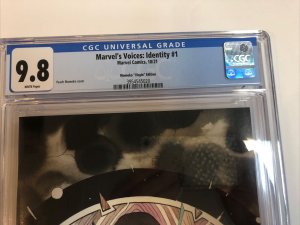 CGC UNIVERSAL GRADE
9.8
WHITE Pages
Marvel's Voices: Identity #1
Marvel Comics, 10/21
Momoko "Virgin" Edition
Peach Momoko cover
CGC